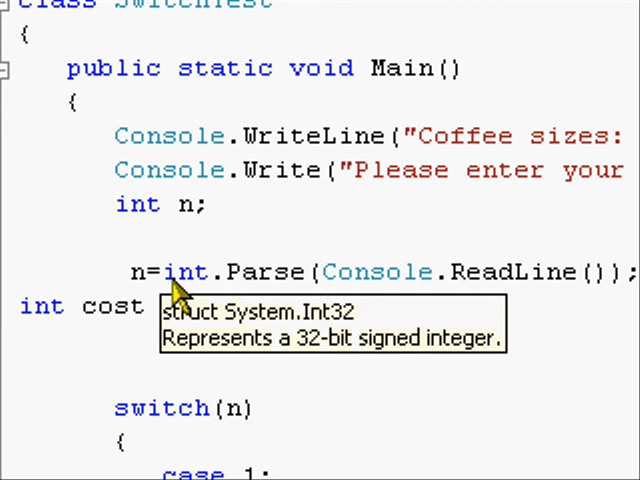 class SwitchTest
{
public static void Main()
{
Console.WriteLine("Coffee sizes:
Console.Write("Please enter your
int n;
n=int.Parse(Console.ReadLine());
int cost
struct System.Int32
Represents a 32-bit signed integer.
switch(n)
{
case 1: